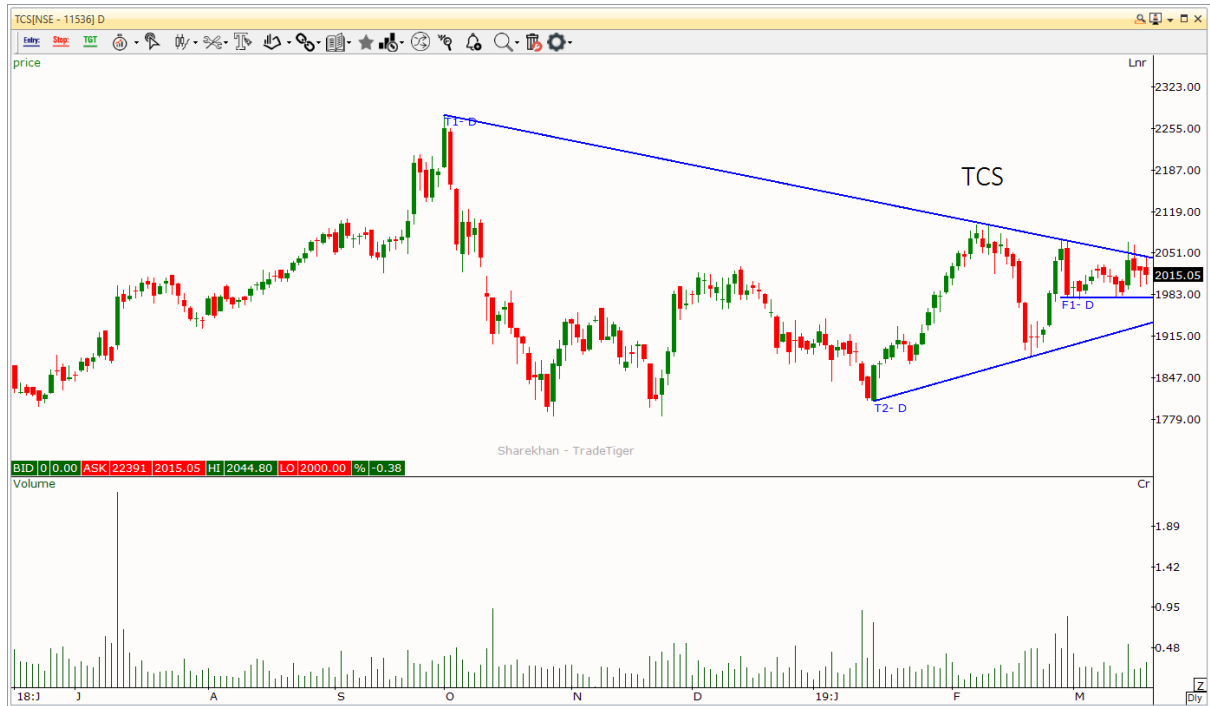 TCS[NSE - 11536] D
Entry: Stop: TGT
price Lnr
2323.00
T1- D 2255.00
TCS 2187.00
2119.00
2051.00
2015.05
1983.00
F1- D
1915.00
1847.00
T2- D
1779.00
Sharekhan - TradeTiger
BID 0 0.00 ASK 22391 2015.05 HI 2044.80 LO 2000.00 % -0.38
Volume Cr
1.89
1.42
0.95
0.48
18:J J A S O N D 19:J F M Z
Dly